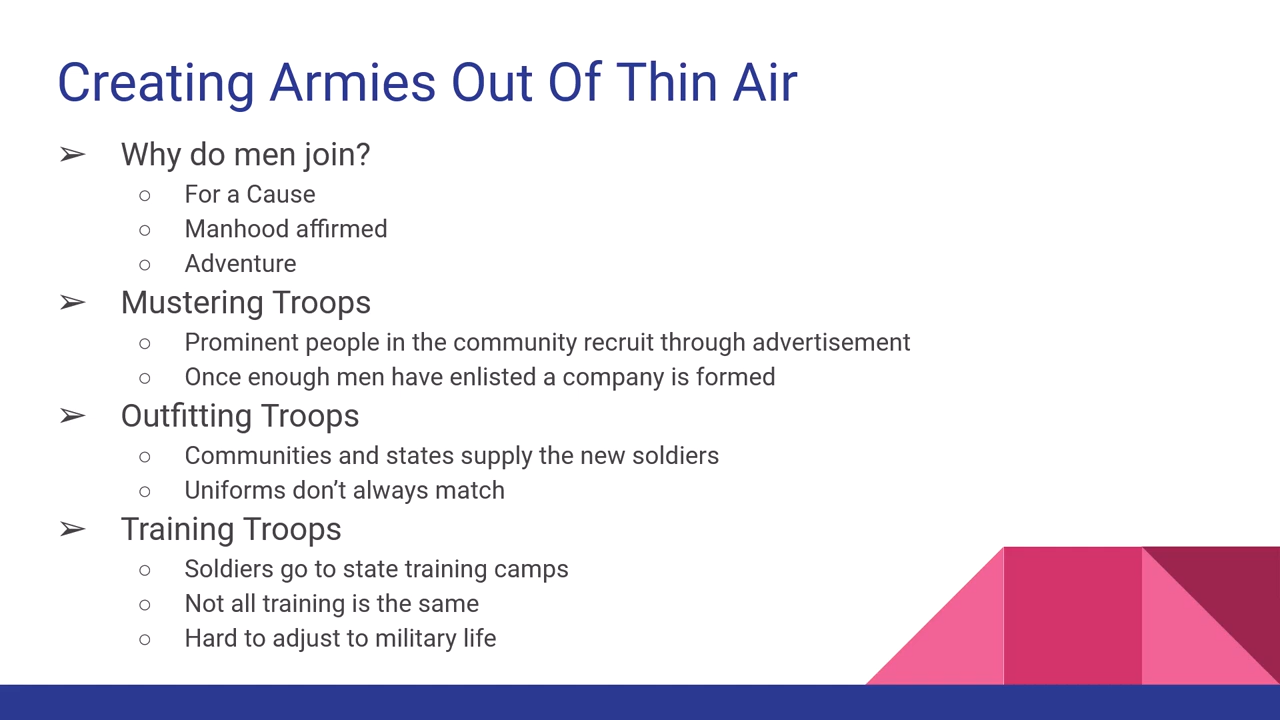 Creating Armies Out Of Thin Air
➢ Why do men join?
○ For a Cause
○ Manhood affirmed
○ Adventure
➢ Mustering Troops
○ Prominent people in the community recruit through advertisement
○ Once enough men have enlisted a company is formed
➢ Outfitting Troops
○ Communities and states supply the new soldiers
○ Uniforms don’t always match
➢ Training Troops
○ Soldiers go to state training camps
○ Not all training is the same
○ Hard to adjust to military life